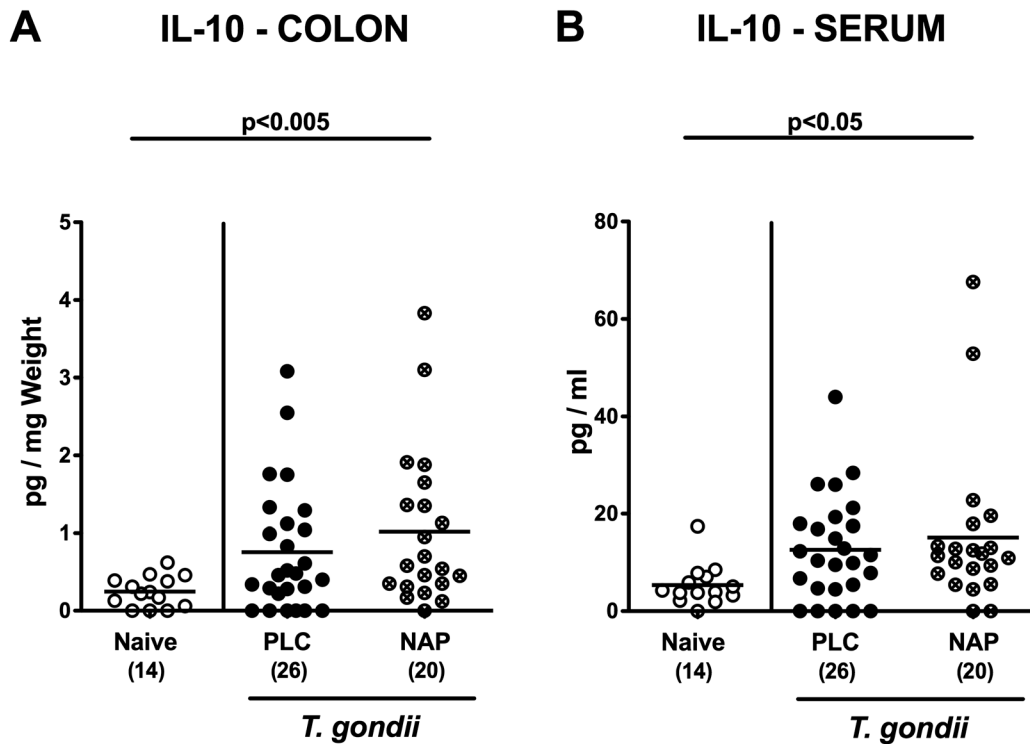 A IL-10 - COLON
p<0.005
pg / mg Weight
5
4
3
2
1
0
Naive PLC NAP
(14) (26) (20)
T. gondii
B IL-10 - SERUM
p<0.05
pg / ml
80
60
40
20
0
Naive PLC NAP
(14) (26) (20)
T. gondii